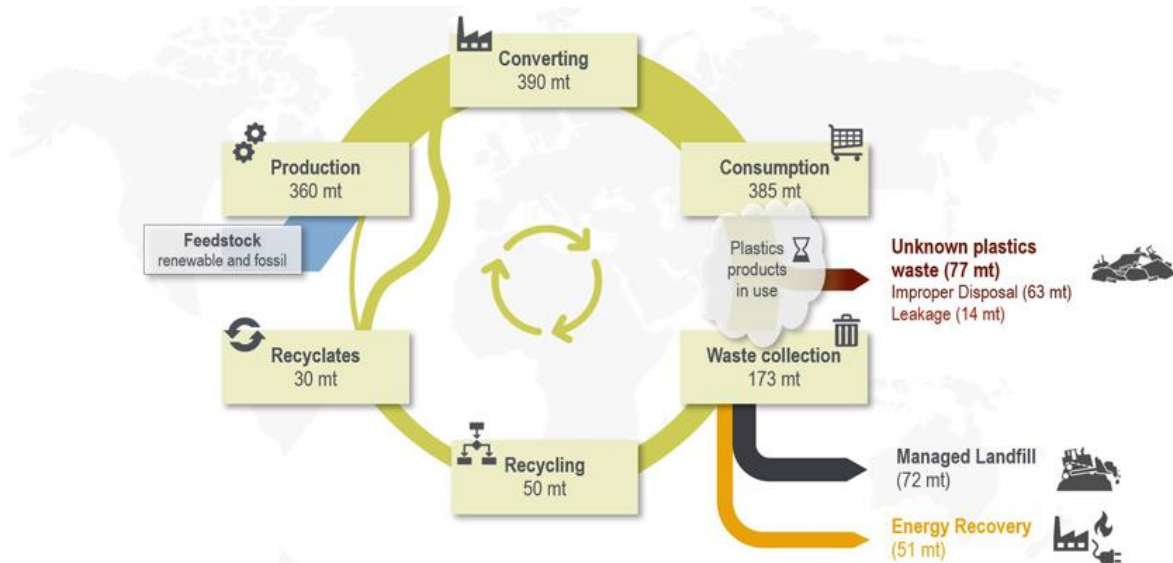 Converting
390 mt
Production
360 mt
Consumption
385 mt
Feedstock
renewable and fossil
Plastics
products
in use
Unknown plastics
waste (77 mt)
Improper Disposal (63 mt)
Leakage (14 mt)
Recyclates
30 mt
Waste collection
173 mt
Recycling
50 mt
Managed Landfill
(72 mt)
Energy Recovery
(51 mt)